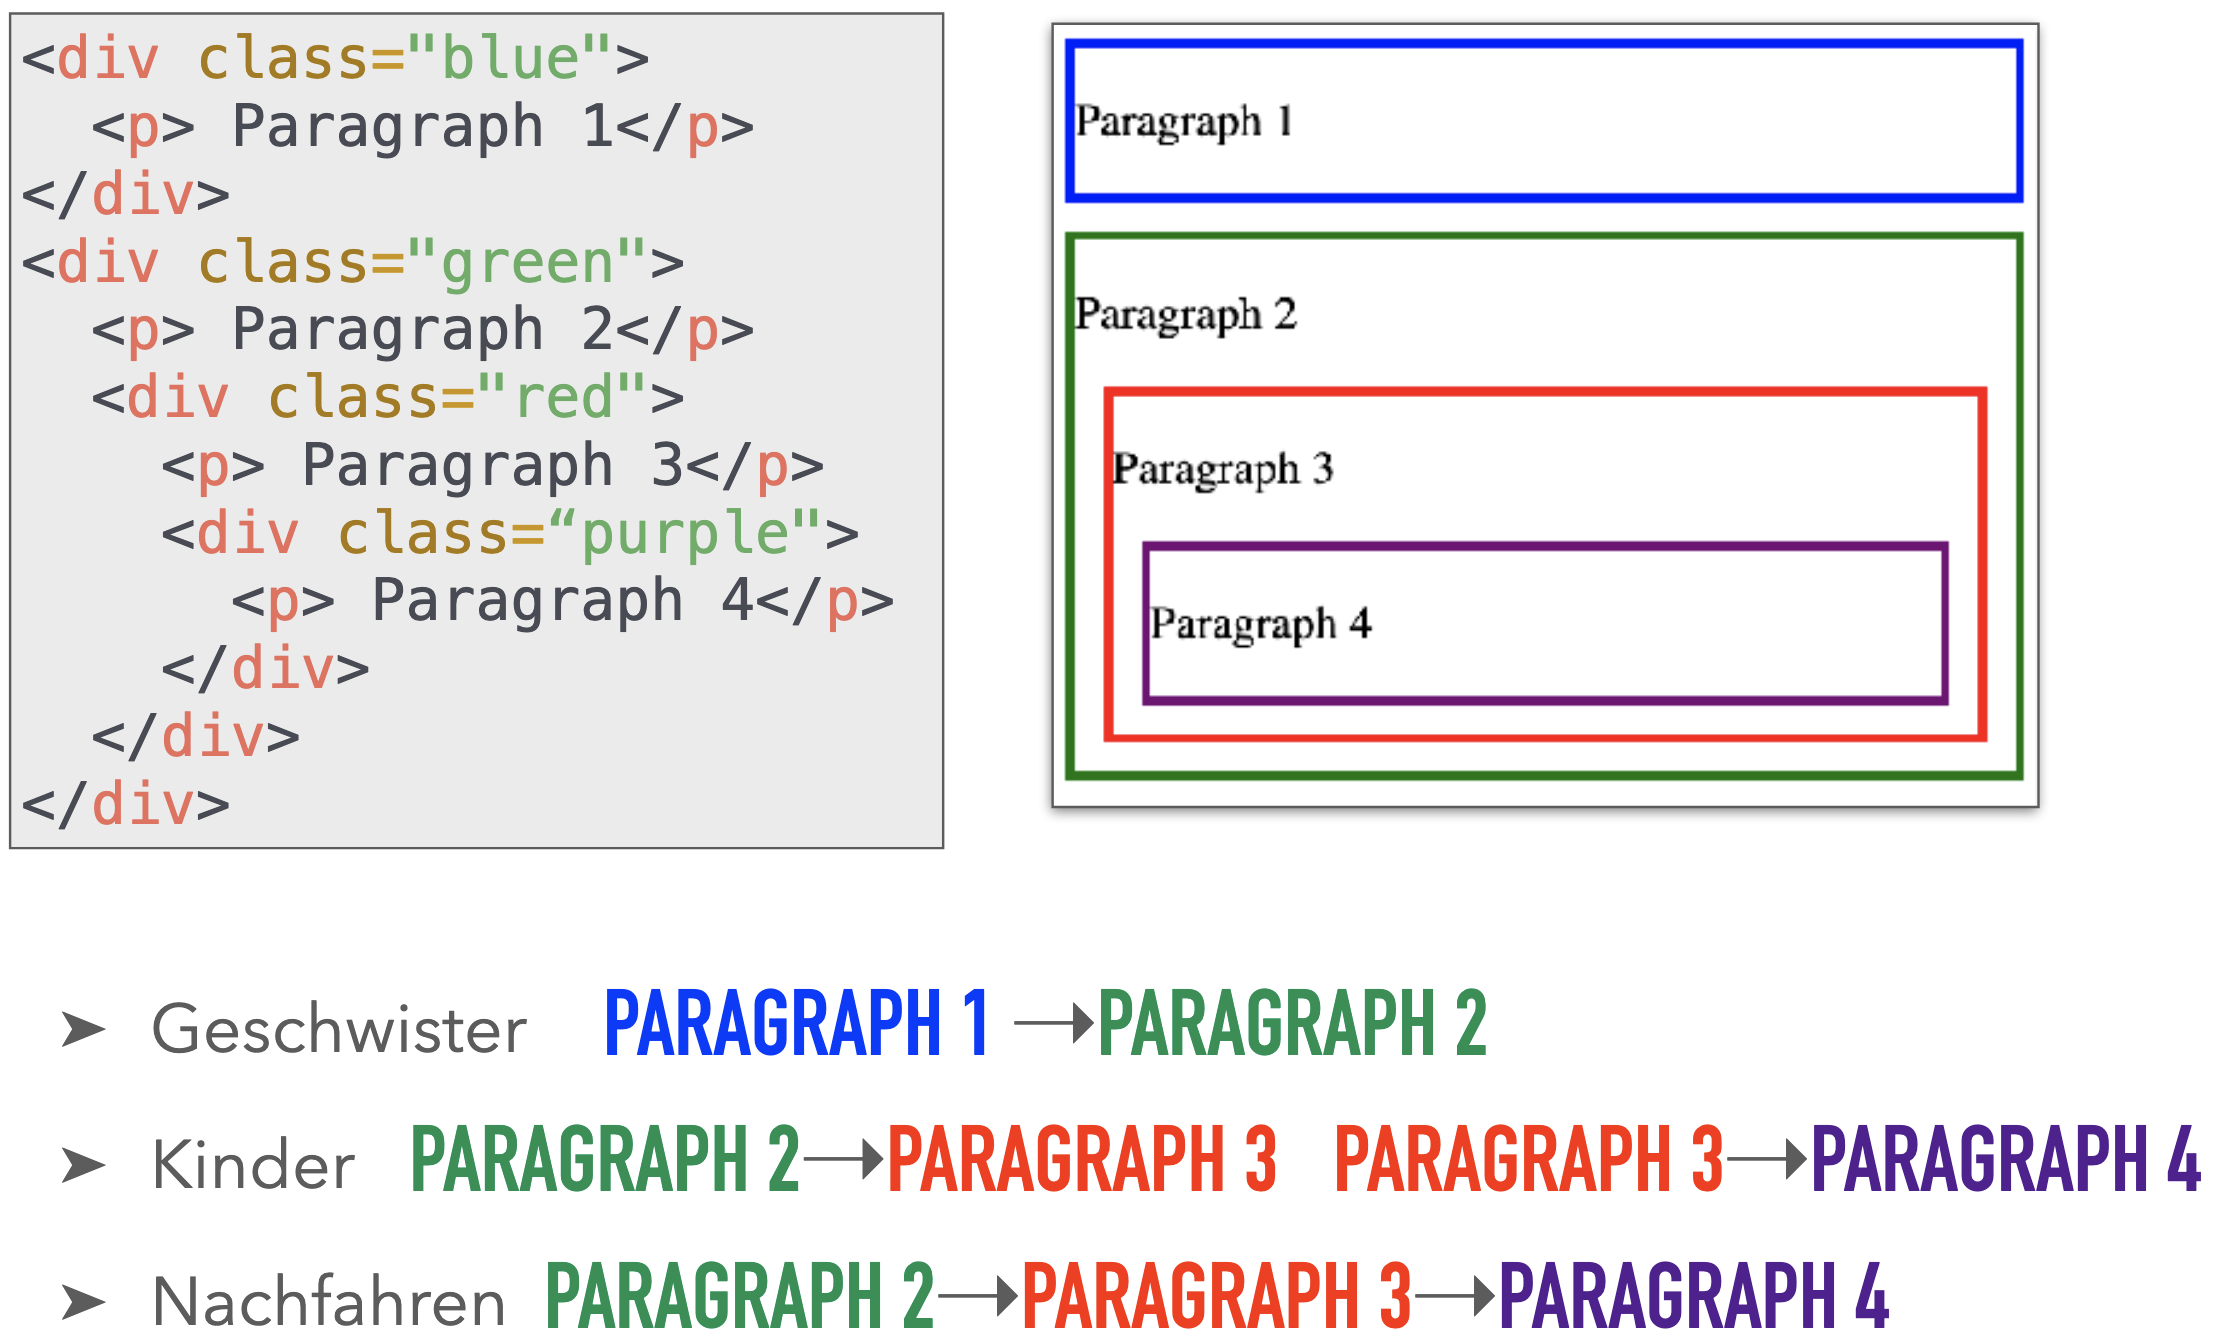 <div class="blue">
  <p> Paragraph 1</p>
</div>
<div class="green">
  <p> Paragraph 2</p>
  <div class="red">
    <p> Paragraph 3</p>
    <div class=“purple">
      <p> Paragraph 4</p>
    </div>
  </div>
</div>
Paragraph 1
Paragraph 2
Paragraph 3
Paragraph 4
➤ Geschwister PARAGRAPH 1 → PARAGRAPH 2
➤ Kinder PARAGRAPH 2 → PARAGRAPH 3 PARAGRAPH 3 → PARAGRAPH 4
➤ Nachfahren PARAGRAPH 2 → PARAGRAPH 3 → PARAGRAPH 4